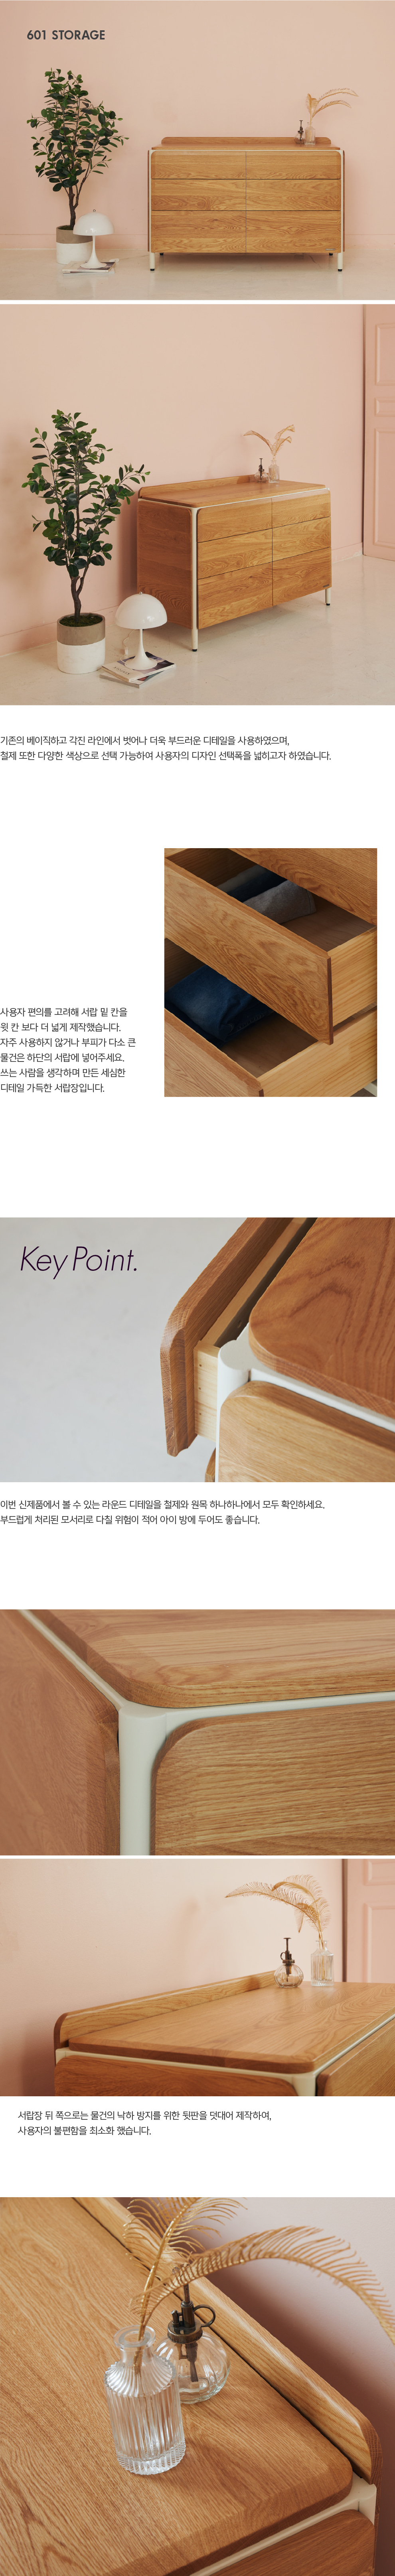 601 STORAGE
기존의 베이직하고 각진 라인에서 벗어나 더욱 부드러운 디테일을 사용하였으며,
철제 또한 다양한 색상으로 선택 가능하여 사용자의 디자인 선택폭을 넓히고자 하였습니다.
사용자 편의를 고려해 서랍 밑 칸을
윗 칸 보다 더 넓게 제작했습니다.
자주 사용하지 않거나 부피가 다소 큰
물건은 하단의 서랍에 넣어주세요.
쓰는 사람을 생각하며 만든 세심한
디테일 가득한 서랍장입니다.
Key Point.
이번 신제품에서 볼 수 있는 라운드 디테일을 철제와 원목 하나하나에서 모두 확인하세요.
부드럽게 처리된 모서리로 다칠 위험이 적어 아이 방에 두어도 좋습니다.
서랍장 뒤 쪽으로는 물건의 낙하 방지를 위한 뒷판을 덧대어 제작하여,
사용자의 불편함을 최소화 했습니다.